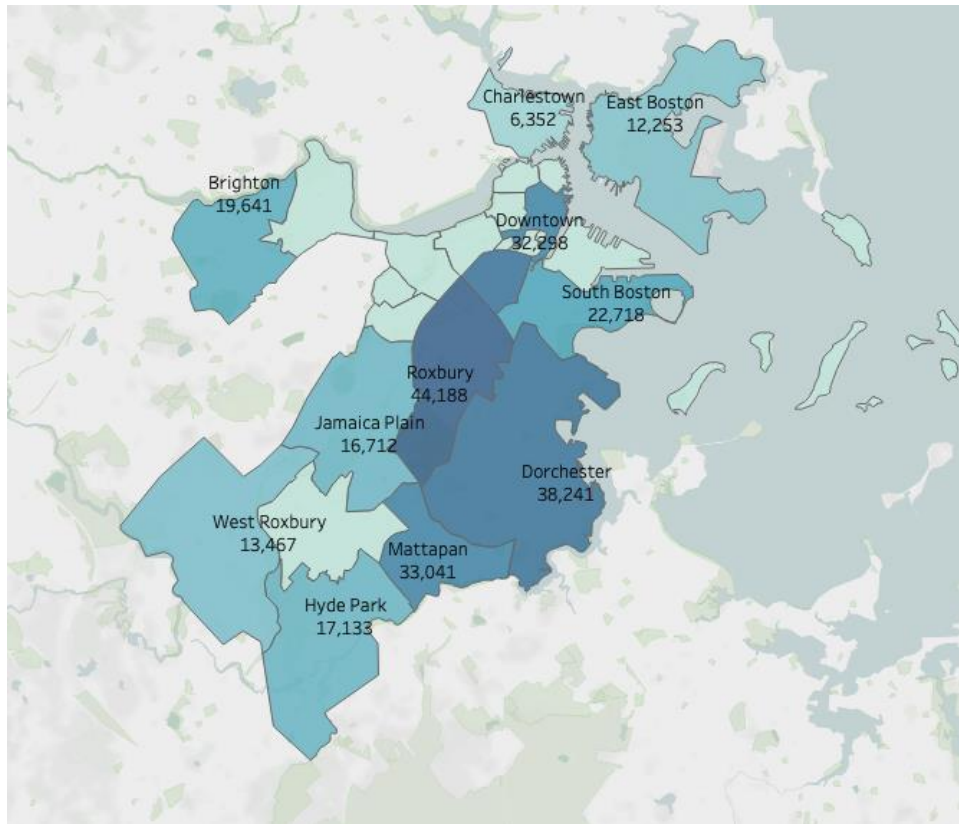 Charlestown
6,352
East Boston
12,253
Brighton
19,641
Downtown
32,298
South Boston
22,718
Roxbury
44,188
Jamaica Plain
16,712
Dorchester
38,241
West Roxbury
13,467
Mattapan
33,041
Hyde Park
17,133